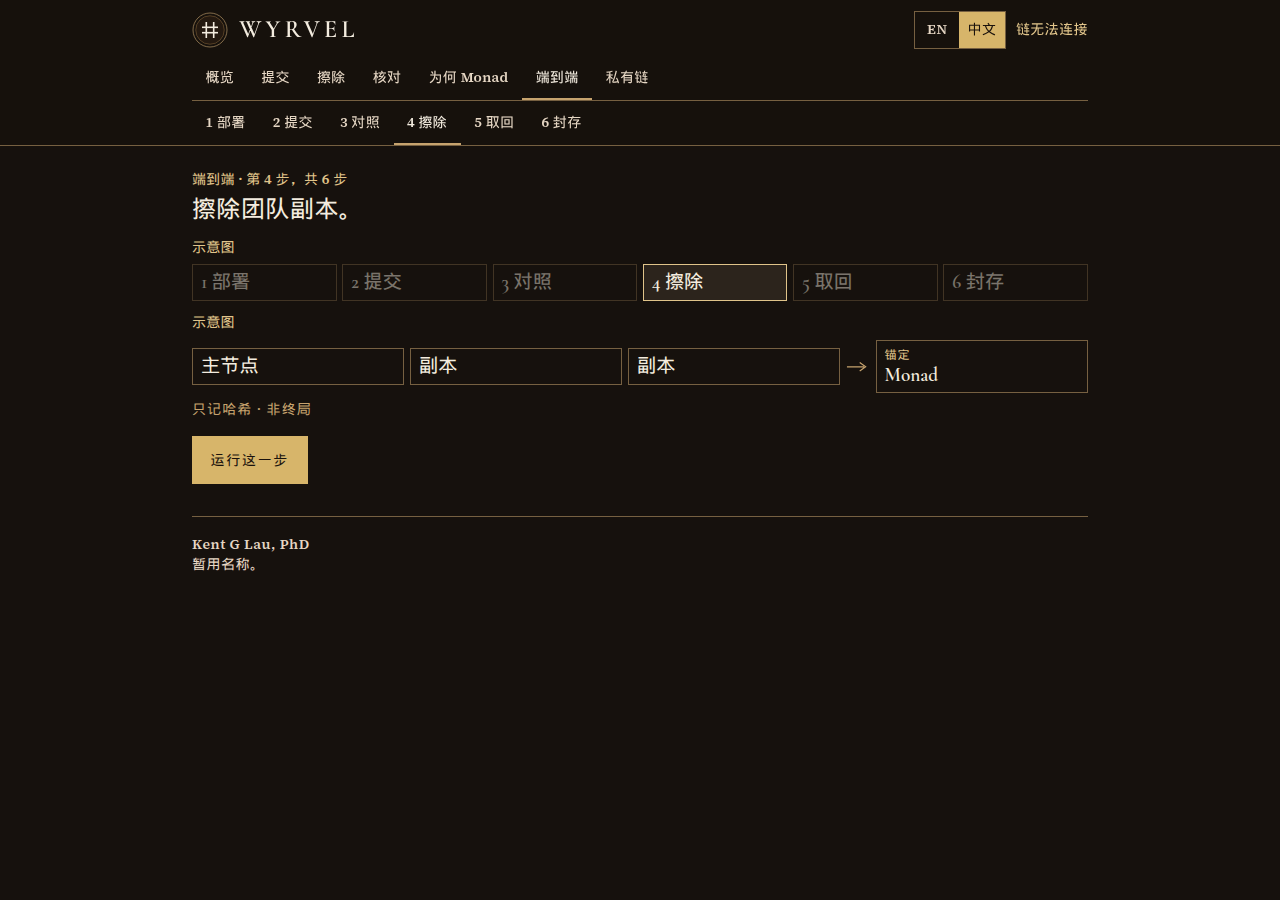 WYRVEL
EN 中文 链无法连接
概览 提交 擦除 核对 为何 Monad 端到端 私有链
1 部署 2 提交 3 对照 4 擦除 5 取回 6 封存
端到端 · 第 4 步，共 6 步
擦除团队副本。
示意图
1 部署 2 提交 3 对照 4 擦除 5 取回 6 封存
示意图
主节点 副本 副本 → 锚定
Monad
只记哈希 · 非终局
运行这一步
Kent G Lau, PhD
暂用名称。